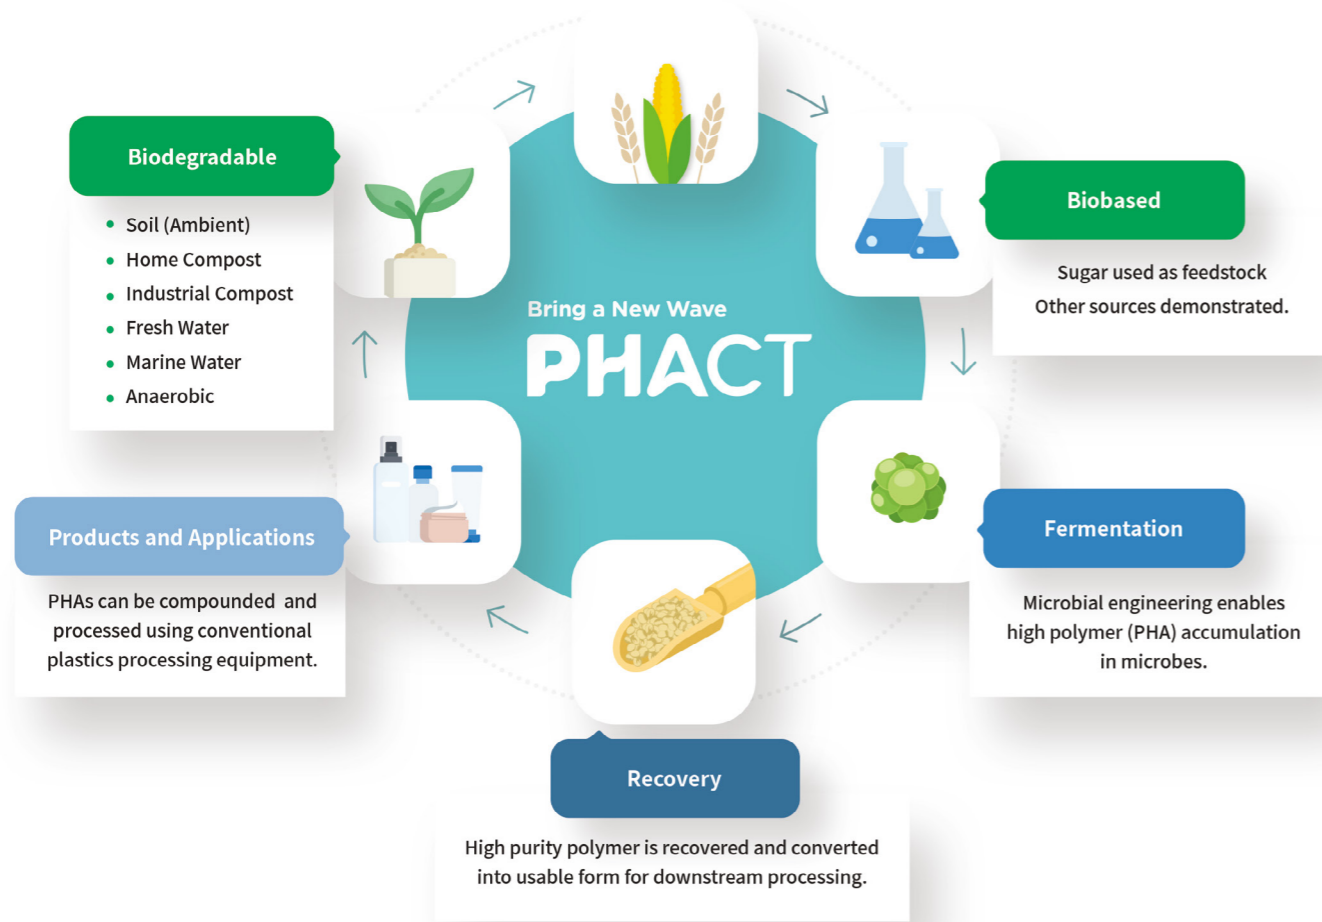 Bring a New Wave
PHACT
Biodegradable
Soil (Ambient)
Home Compost
Industrial Compost
Fresh Water
Marine Water
Anaerobic
Biobased
Sugar used as feedstock
Other sources demonstrated.
Fermentation
Microbial engineering enables
high polymer (PHA) accumulation
in microbes.
Recovery
High purity polymer is recovered and converted
into usable form for downstream processing.
Products and Applications
PHAs can be compounded and
processed using conventional
plastics processing equipment.